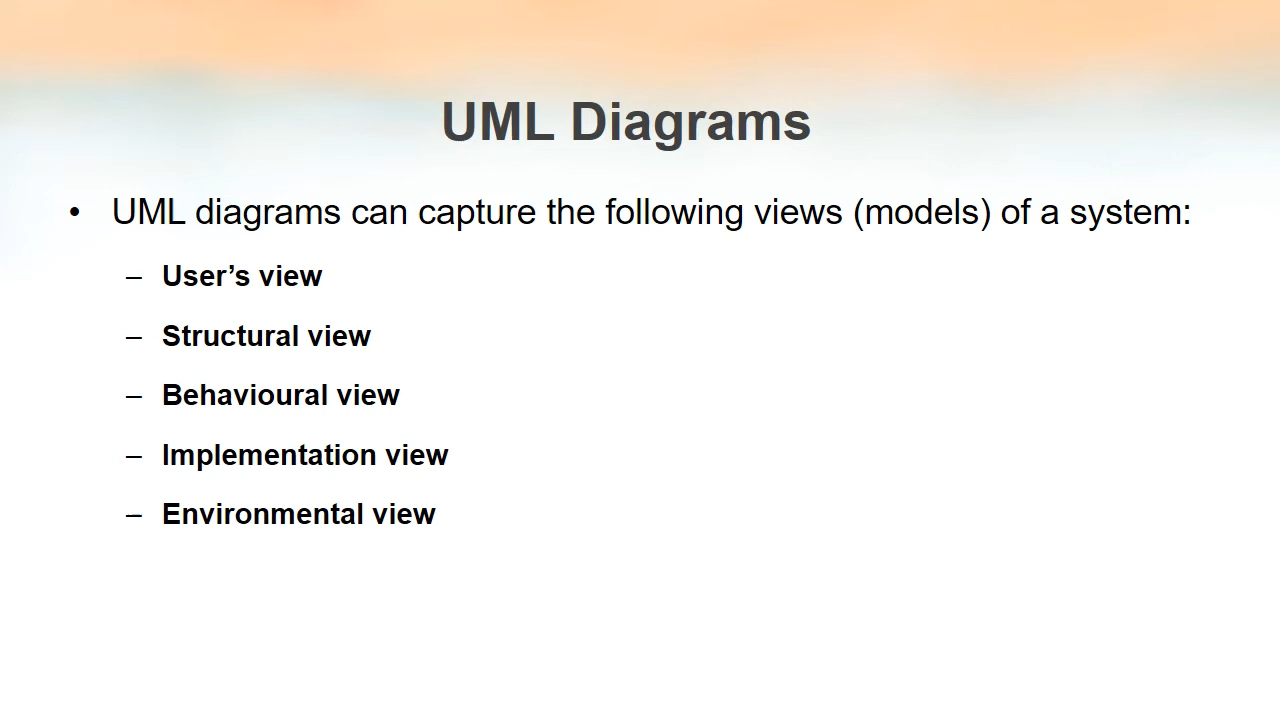 UML Diagrams
• UML diagrams can capture the following views (models) of a system:
– User’s view
– Structural view
– Behavioural view
– Implementation view
– Environmental view